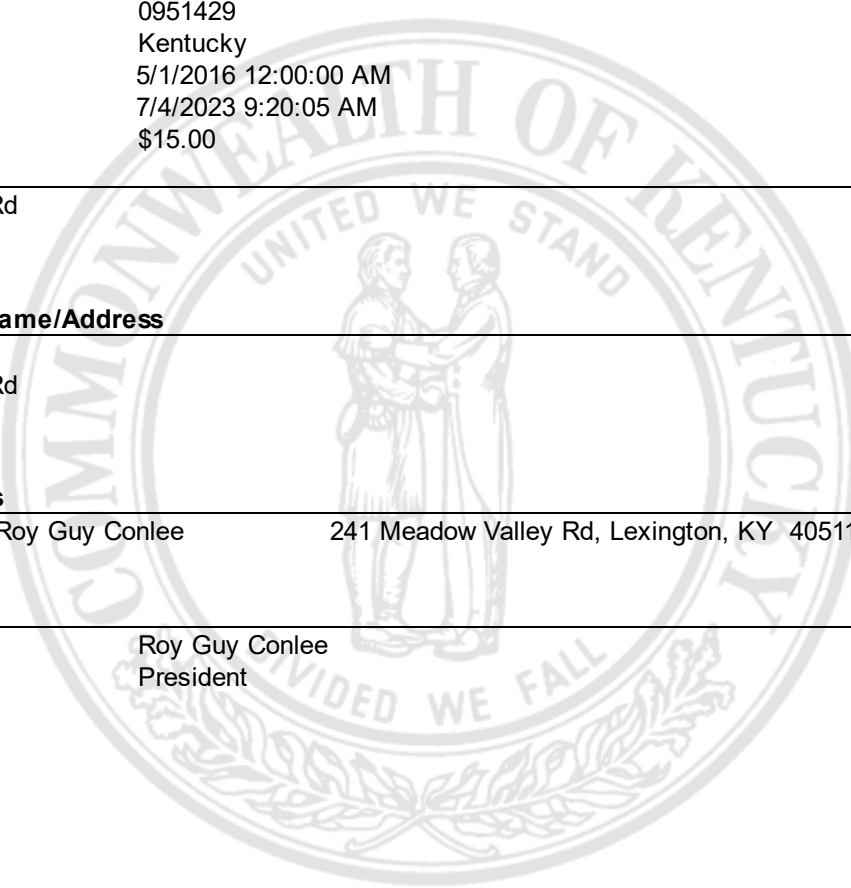 0951429
Kentucky
5/1/2016 12:00:00 AM
7/4/2023 9:20:05 AM
$15.00
Rd
ame/Address
Rd
s
Roy Guy Conlee 241 Meadow Valley Rd, Lexington, KY 40511
Roy Guy Conlee
President
COMMONWEALTH OF KENTUCKY
UNITED WE STAND
DIVIDED WE FALL